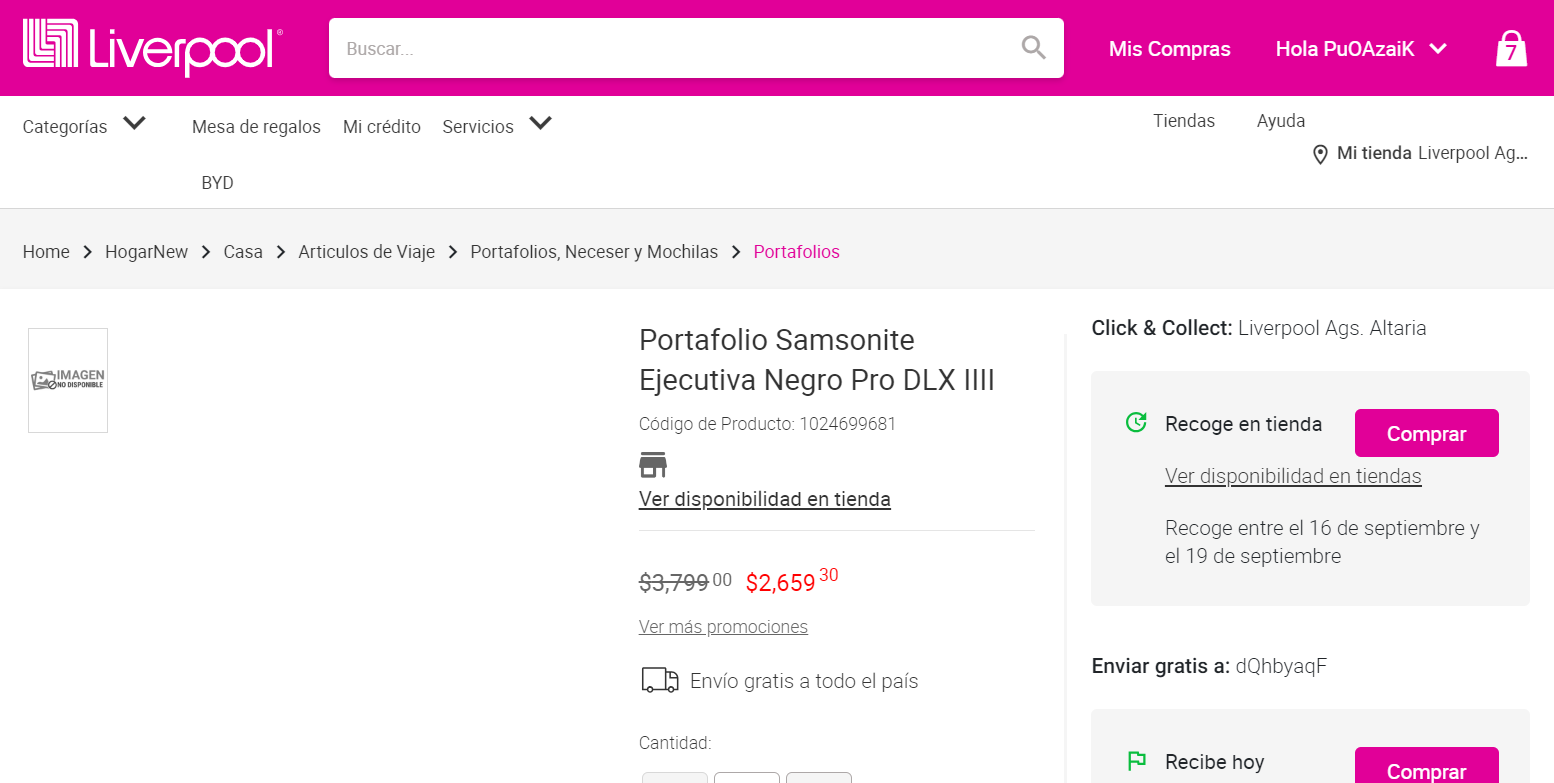 Liverpool®
Buscar...
Mis Compras
Hola PuOAzaiK
7
Categorías
Mesa de regalos
Mi crédito
Servicios
BYD
Tiendas
Ayuda
Mi tienda Liverpool Ag...
Home > HogarNew > Casa > Articulos de Viaje > Portafolios, Neceser y Mochilas > Portafolios
IMAGEN
NO DISPONIBLE
Portafolio Samsonite
Ejecutiva Negro Pro DLX IIII
Código de Producto: 1024699681
Ver disponibilidad en tienda
$3,799 00 $2,659 30
Ver más promociones
Envío gratis a todo el país
Cantidad:
Click & Collect: Liverpool Ags. Altaria
Recoge en tienda
Comprar
Ver disponibilidad en tiendas
Recoge entre el 16 de septiembre y
el 19 de septiembre
Enviar gratis a: dQhbyaqF
Recibe hoy
Comprar